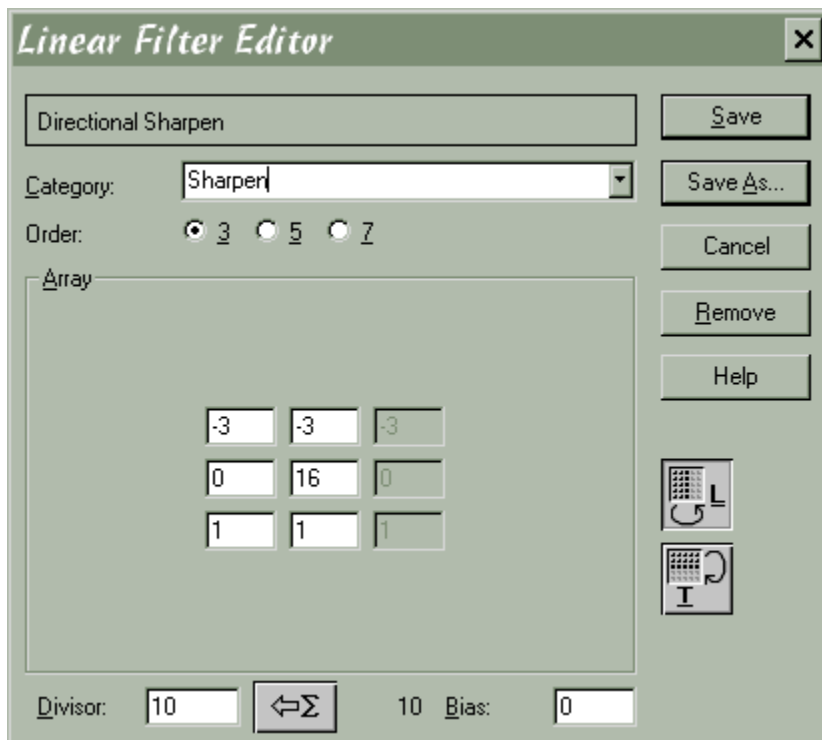 Linear Filter Editor
Directional Sharpen
Save
Category: Sharpen
Save As...
Order: 3 5 7
Cancel
Array
Remove
Help
-3 -3 -3
0 16 0
1 1 1
L
T
Divisor: 10 ⇦Σ 10 Bias: 0